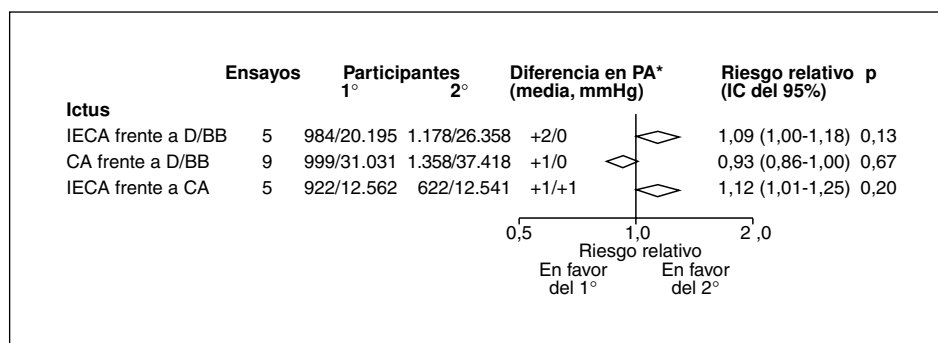 Ensayos Participantes Diferencia en PA* Riesgo relativo p
1° 2° (media, mmHg) (IC del 95%)
Ictus
IECA frente a D/BB 5 984/20.195 1.178/26.358 +2/0 1,09 (1,00-1,18) 0,13
CA frente a D/BB 9 999/31.031 1.358/37.418 +1/0 0,93 (0,86-1,00) 0,67
IECA frente a CA 5 922/12.562 622/12.541 +1/+1 1,12 (1,01-1,25) 0,20
0,5 1,0 2,0
Riesgo relativo
En favor En favor
del 1° del 2°